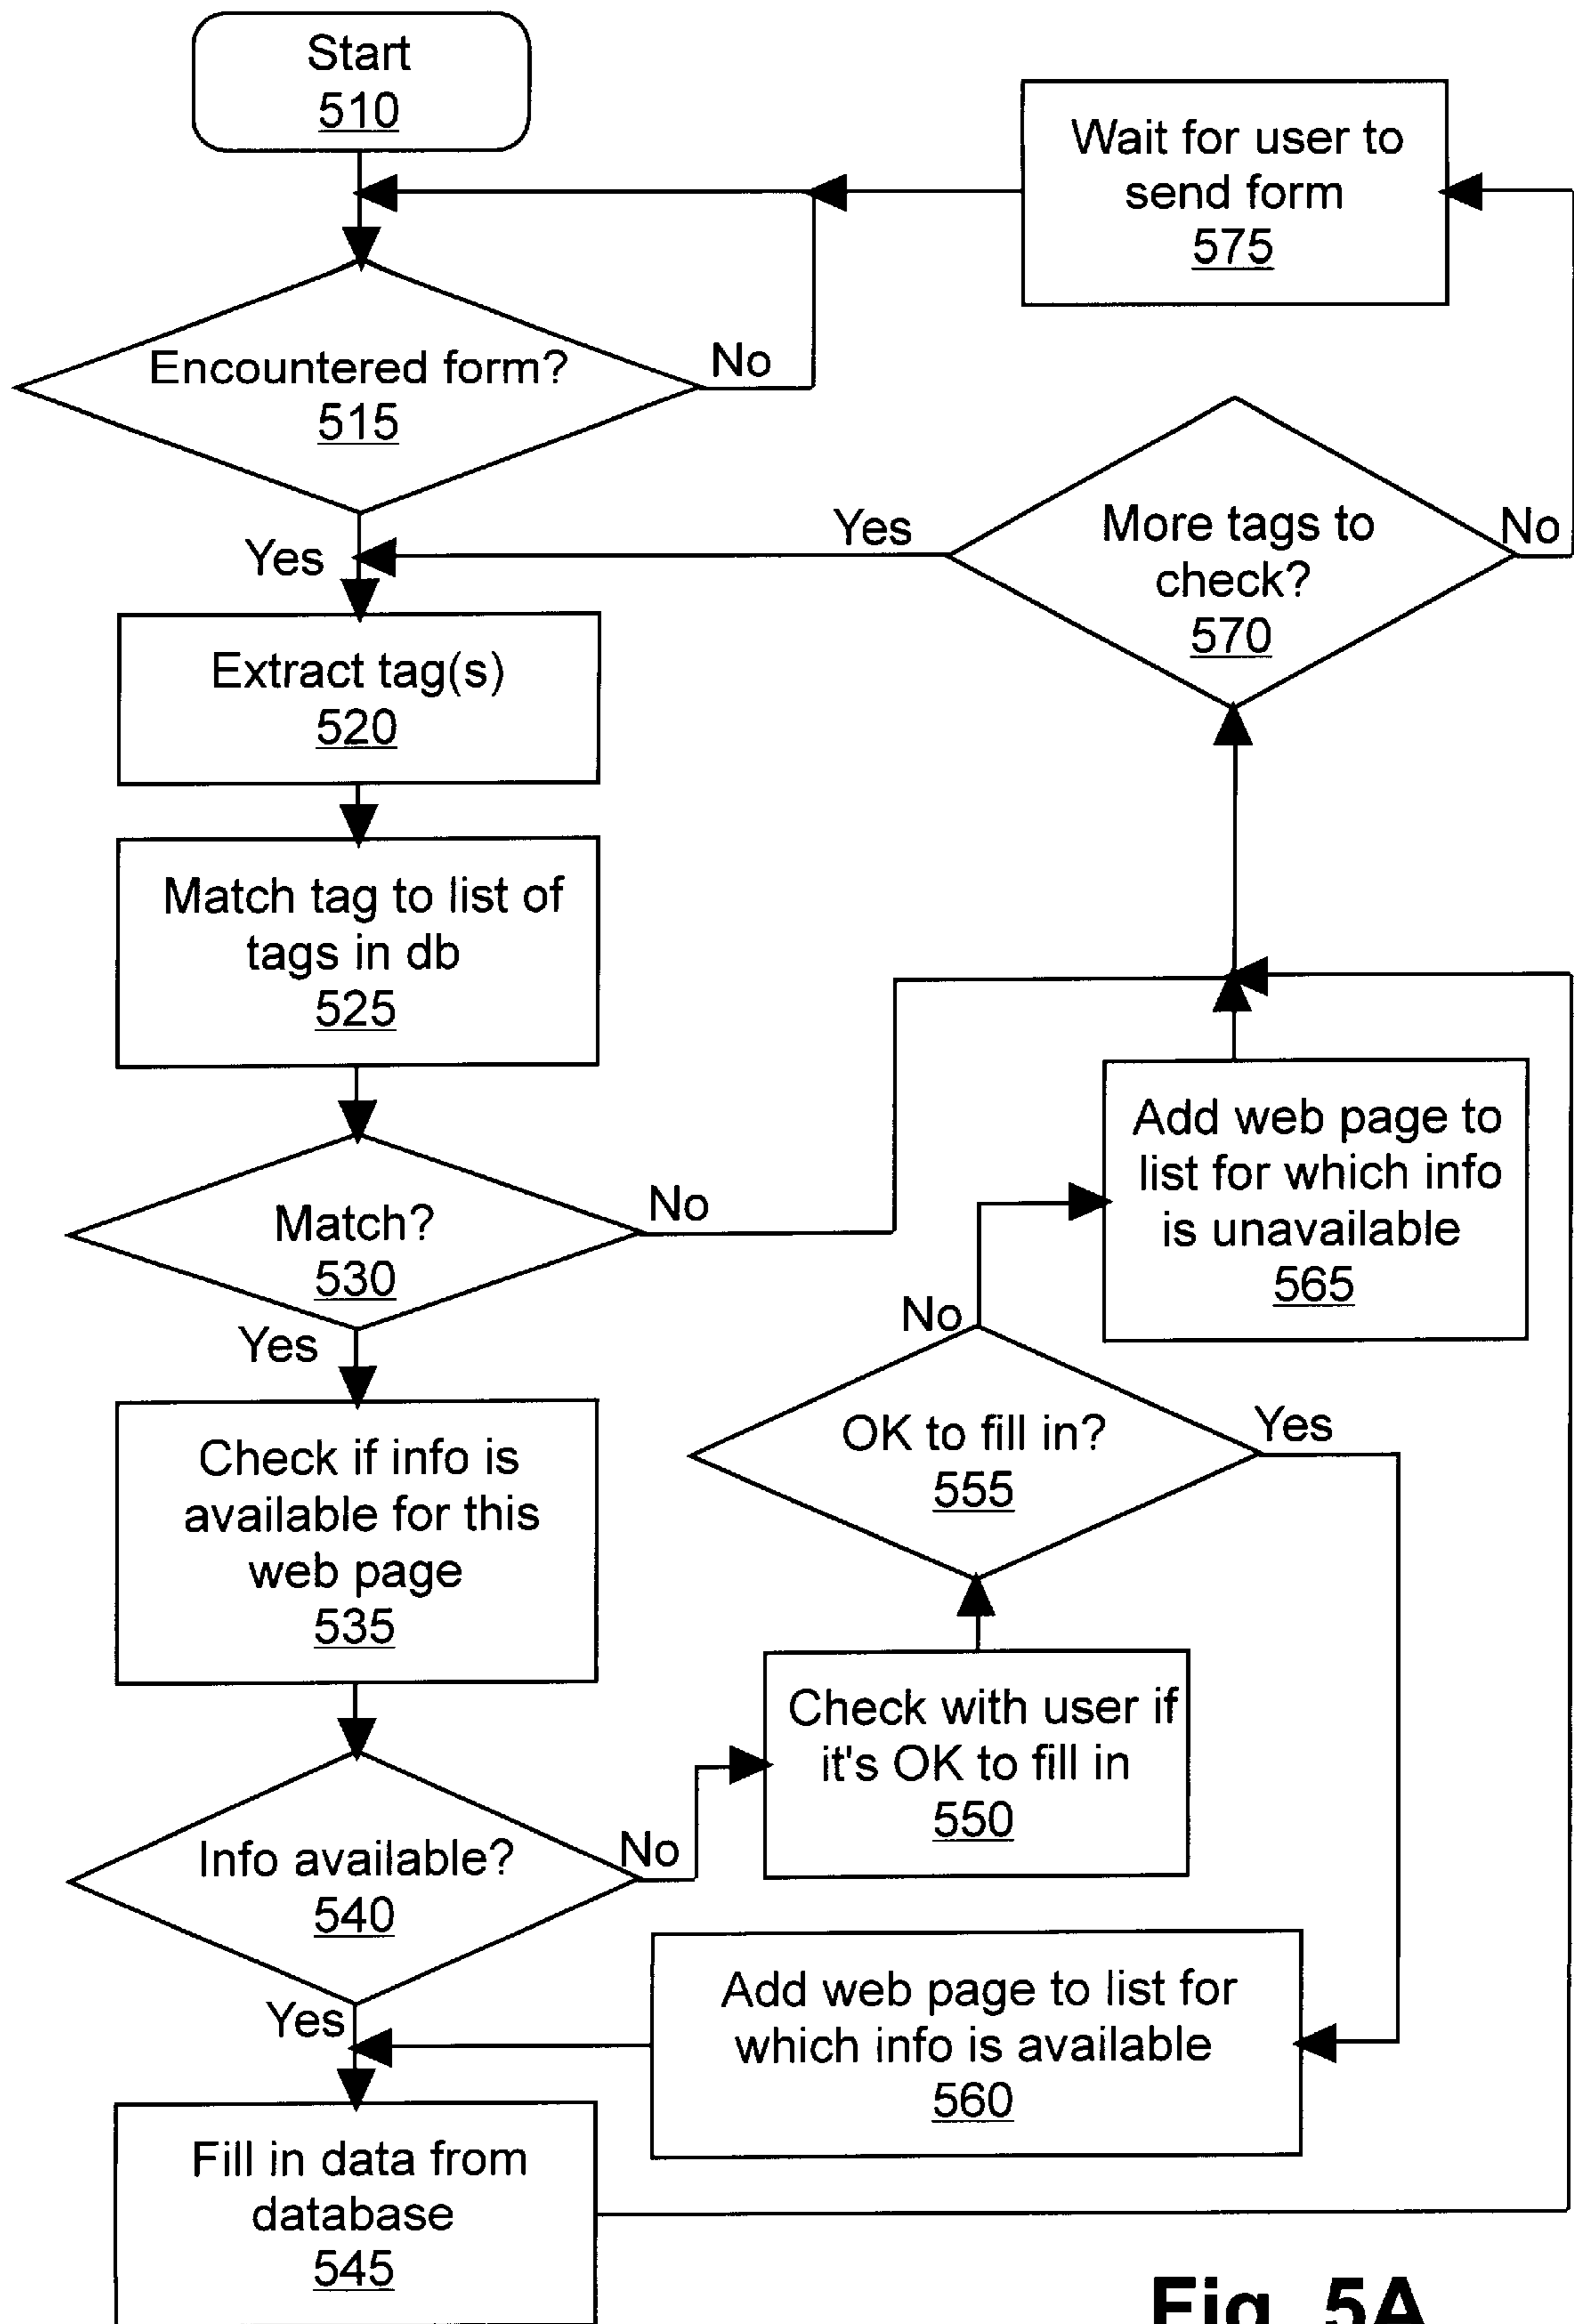 Start
510
Wait for user to
send form
575
Encountered form?
515
No
More tags to
check?
570
Yes
No
Yes
Extract tag(s)
520
Match tag to list of
tags in db
525
Match?
530
No
Yes
Add web page to
list for which info
is unavailable
565
No
OK to fill in?
555
Yes
Check if info is
available for this
web page
535
Check with user if
it's OK to fill in
550
Info available?
540
No
Yes
Add web page to list for
which info is available
560
Fill in data from
database
545
Fig. 5A